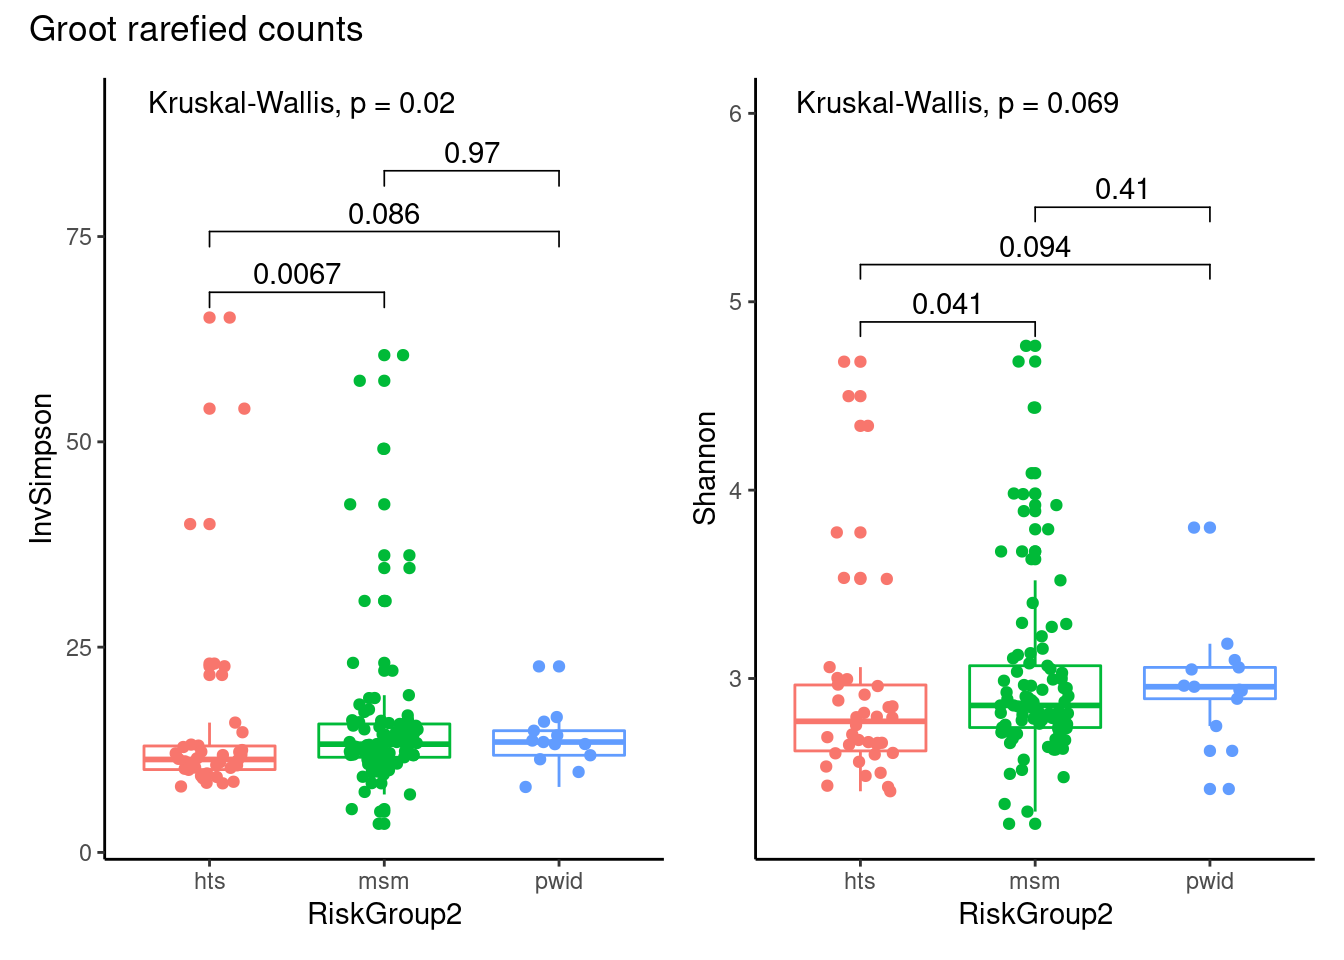 Groot rarefied counts
Kruskal-Wallis, p = 0.02
0.97
0.086
0.0067
75
50
25
0
InvSimpson
hts
msm
pwid
RiskGroup2
Kruskal-Wallis, p = 0.069
0.41
0.094
0.041
6
5
4
3
Shannon
hts
msm
pwid
RiskGroup2